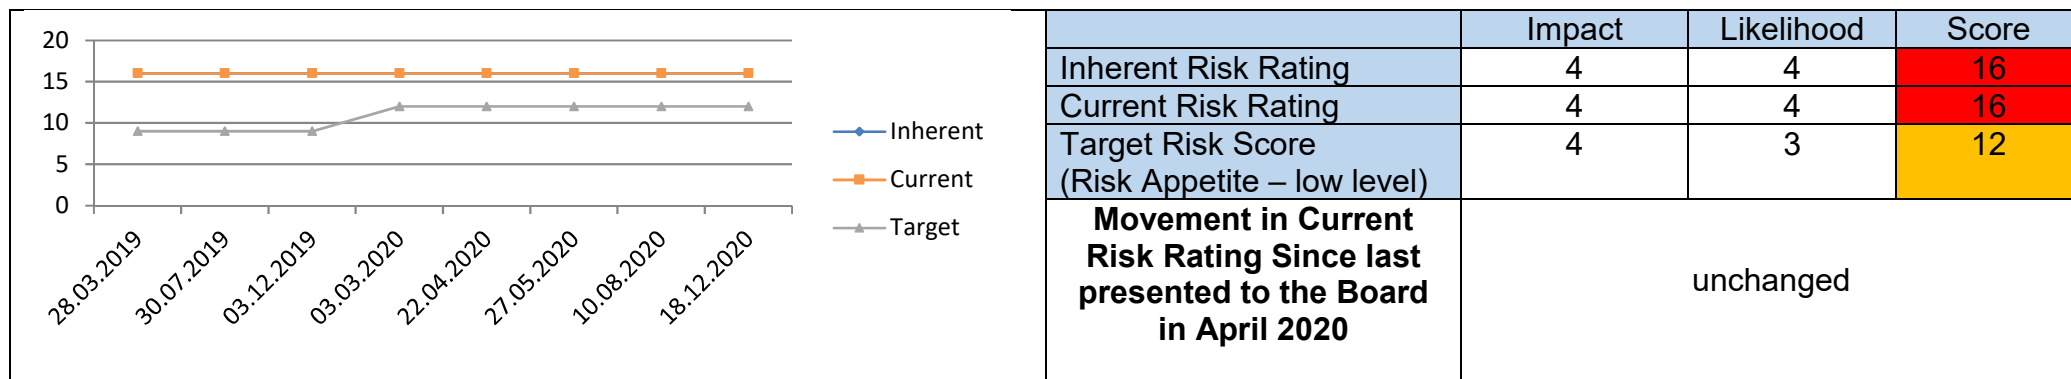 20
15
10
5
0
28.03.2019
30.07.2019
03.12.2019
03.03.2020
22.04.2020
27.05.2020
10.08.2020
18.12.2020
Inherent
Current
Target
Impact Likelihood Score
Inherent Risk Rating 4 4 16
Current Risk Rating 4 4 16
Target Risk Score 4 3 12
(Risk Appetite – low level)
Movement in Current
Risk Rating Since last
presented to the Board
in April 2020
unchanged